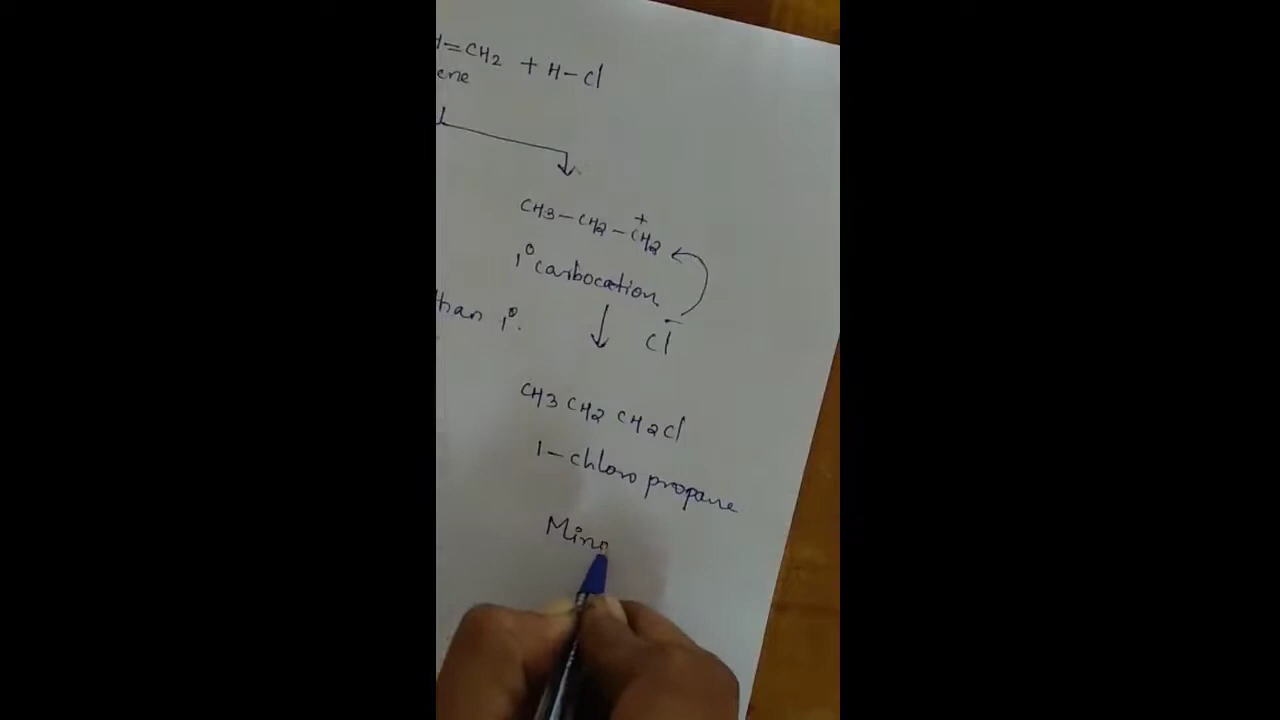 H=CH2 + H-Cl
ene
CH3-CH2-CH2
+
1° carbocation
than 1°.
Cl-
CH3 CH2 CH2Cl
1-chloro propane
Mino